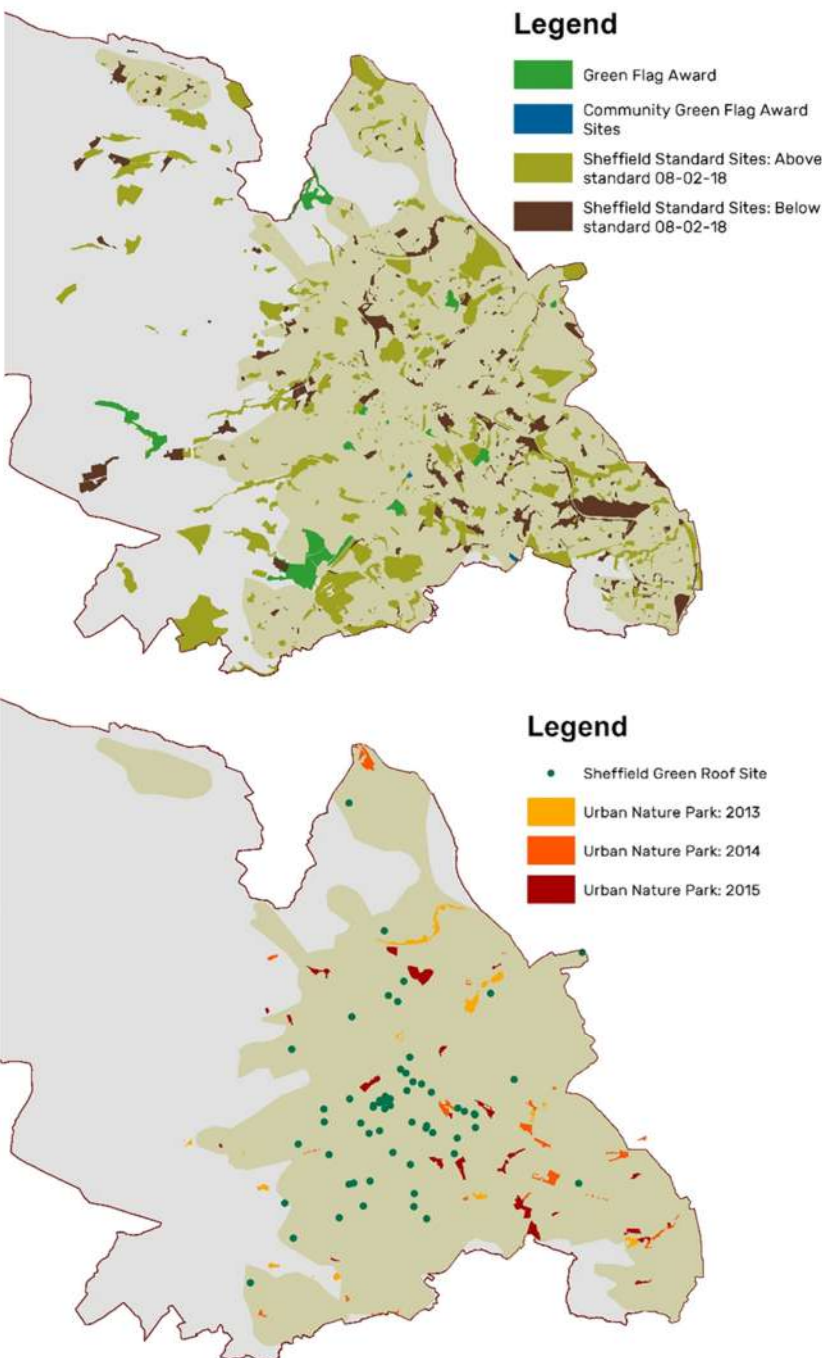 Legend
Green Flag Award
Community Green Flag Award
Sites
Sheffield Standard Sites: Above
standard 08-02-18
Sheffield Standard Sites: Below
standard 08-02-18
Legend
Sheffield Green Roof Site
Urban Nature Park: 2013
Urban Nature Park: 2014
Urban Nature Park: 2015